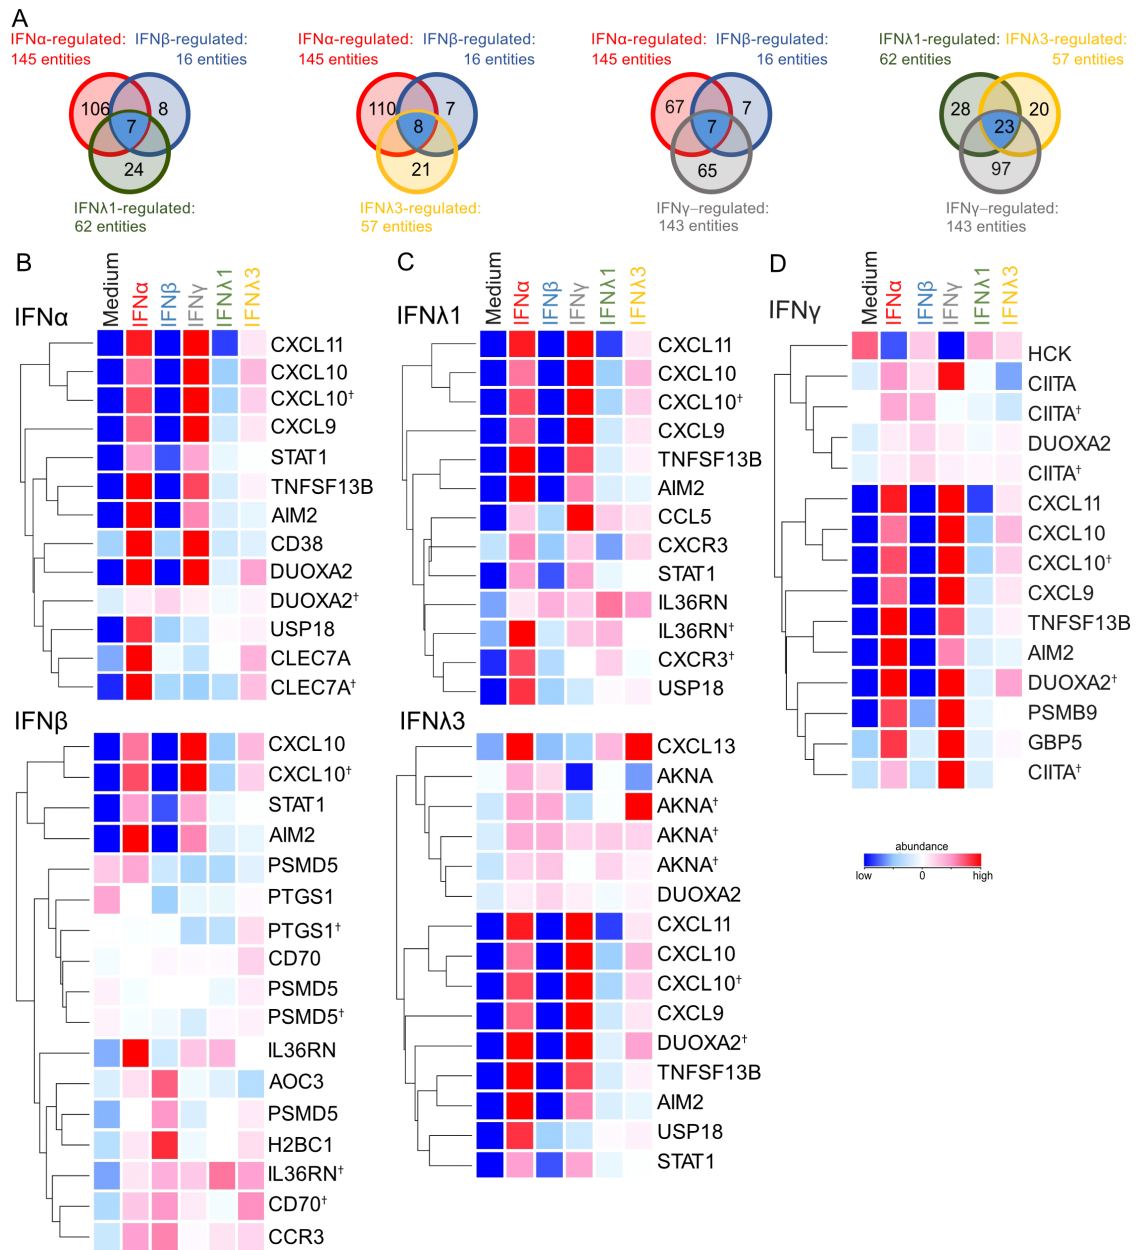 A
IFNα-regulated: IFNβ-regulated:
145 entities 16 entities
106 8
7
24
IFNλ1-regulated:
62 entities
IFNα-regulated: IFNβ-regulated:
145 entities 16 entities
110 7
8
21
IFNλ3-regulated:
57 entities
IFNα-regulated: IFNβ-regulated:
145 entities 16 entities
67 7
7
65
IFNγ–regulated:
143 entities
IFNλ1-regulated: IFNλ3-regulated:
62 entities 57 entities
28 20
23
97
IFNγ–regulated:
143 entities
B
Medium IFNα IFNβ IFNγ IFNλ1 IFNλ3
IFNα
CXCL11
CXCL10
CXCL10†
CXCL9
STAT1
TNFSF13B
AIM2
CD38
DUOXA2
DUOXA2†
USP18
CLEC7A
CLEC7A†
IFNβ
CXCL10
CXCL10†
STAT1
AIM2
PSMD5
PTGS1
PTGS1†
CD70
PSMD5
PSMD5†
IL36RN
AOC3
PSMD5
H2BC1
IL36RN†
CD70†
CCR3
C
Medium IFNα IFNβ IFNγ IFNλ1 IFNλ3
IFNλ1
CXCL11
CXCL10
CXCL10†
CXCL9
TNFSF13B
AIM2
CCL5
CXCR3
STAT1
IL36RN
IL36RN†
CXCR3†
USP18
IFNλ3
CXCL13
AKNA
AKNA†
AKNA†
AKNA†
DUOXA2
CXCL11
CXCL10
CXCL10†
CXCL9
DUOXA2†
TNFSF13B
AIM2
USP18
STAT1
D
Medium IFNα IFNβ IFNγ IFNλ1 IFNλ3
IFNγ
HCK
CIITA
CIITA†
DUOXA2
CIITA†
CXCL11
CXCL10
CXCL10†
CXCL9
TNFSF13B
AIM2
DUOXA2†
PSMB9
GBP5
CIITA†
abundance
low 0 high